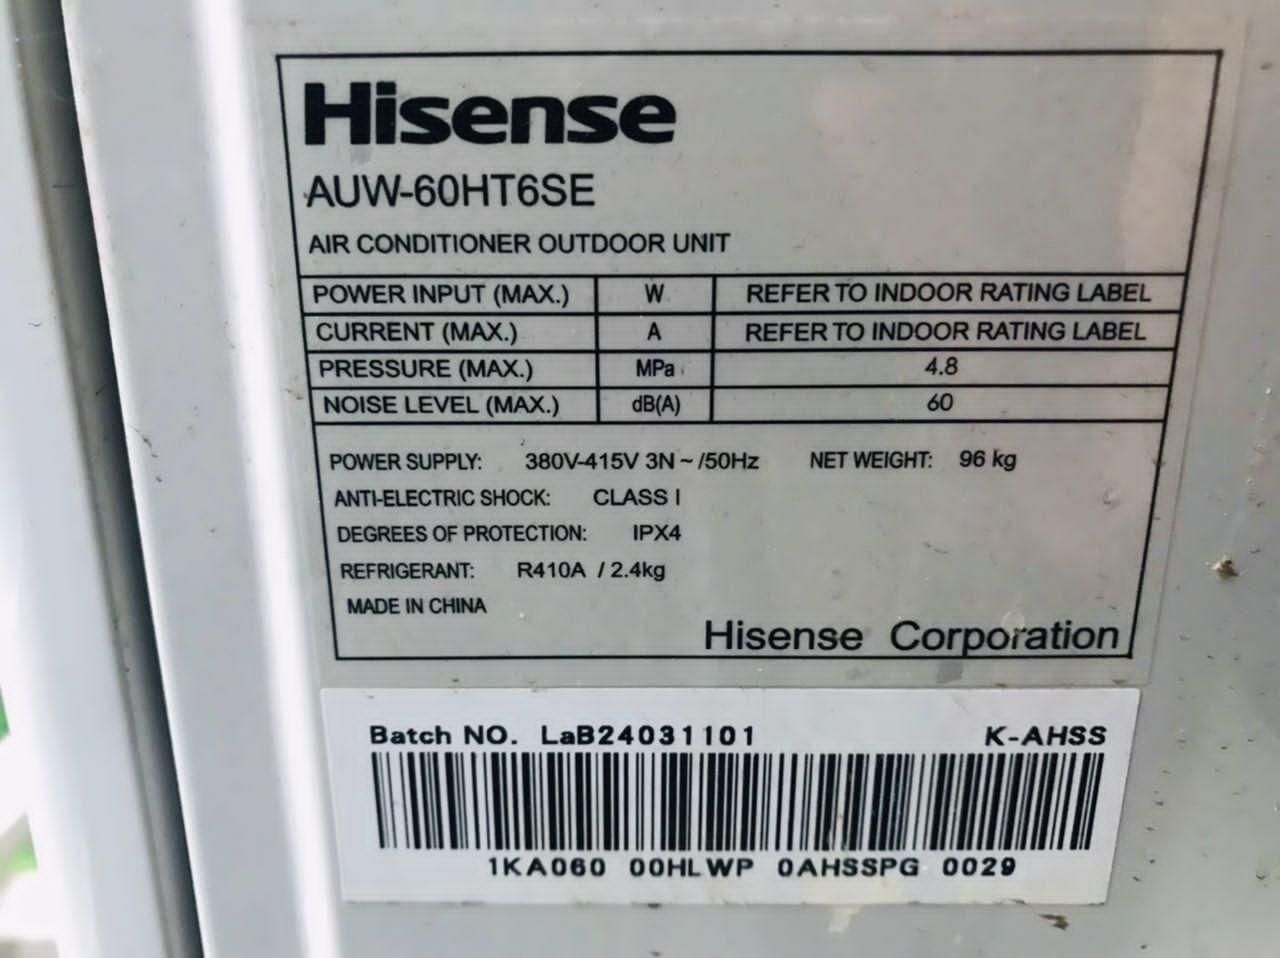 Hisense
AUW-60HT6SE
AIR CONDITIONER OUTDOOR UNIT
POWER INPUT (MAX.) W REFER TO INDOOR RATING LABEL
CURRENT (MAX.) A REFER TO INDOOR RATING LABEL
PRESSURE (MAX.) MPa 4.8
NOISE LEVEL (MAX.) dB(A) 60
POWER SUPPLY: 380V-415V 3N ~ /50Hz NET WEIGHT: 96 kg
ANTI-ELECTRIC SHOCK: CLASS I
DEGREES OF PROTECTION: IPX4
REFRIGERANT: R410A / 2.4kg
MADE IN CHINA
Hisense Corporation
Batch NO. LaB24031101 K-AHSS
1KA060 00HLWP 0AHSSPG 0029